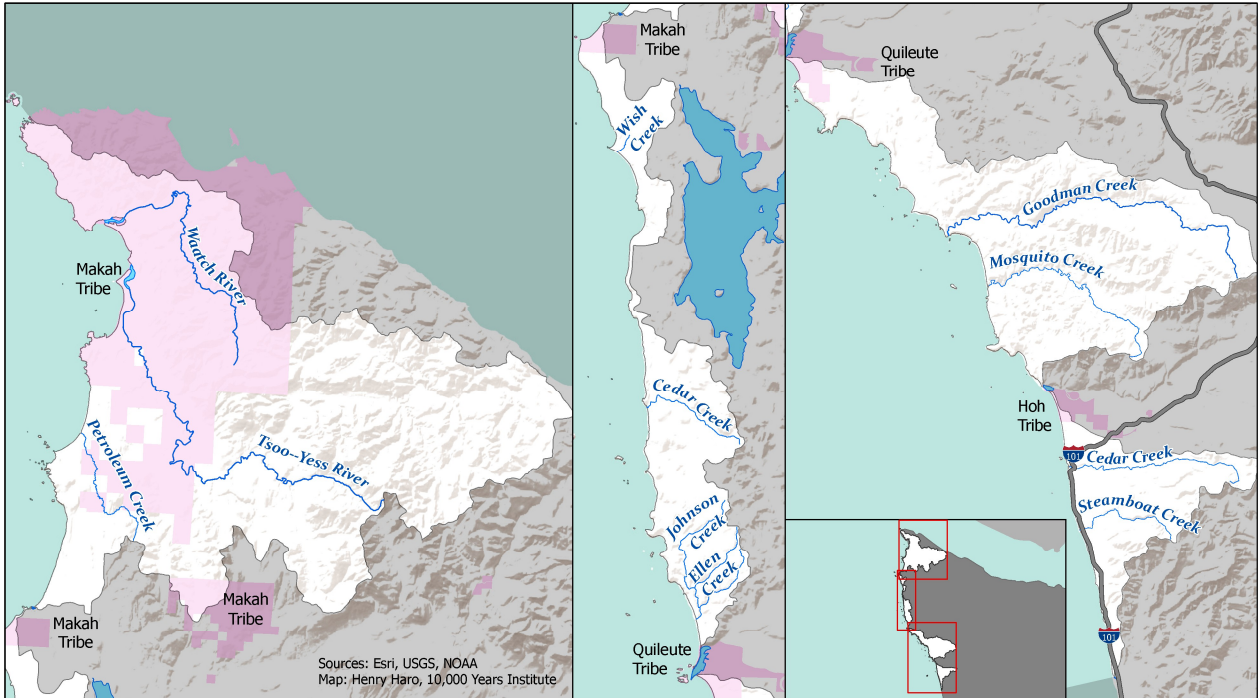 Waatch River
Makah
Tribe
Petroleum Creek
Tsoo-Yess River
Makah
Tribe
Makah
Tribe
Sources: Esri, USGS, NOAA
Map: Henry Haro, 10,000 Years Institute
Makah
Tribe
Wish
Creek
Cedar Creek
Johnson
Creek
Ellen
Creek
Quileute
Tribe
Quileute
Tribe
Goodman Creek
Mosquito Creek
Hoh
Tribe
101
Cedar Creek
Steamboat Creek
101